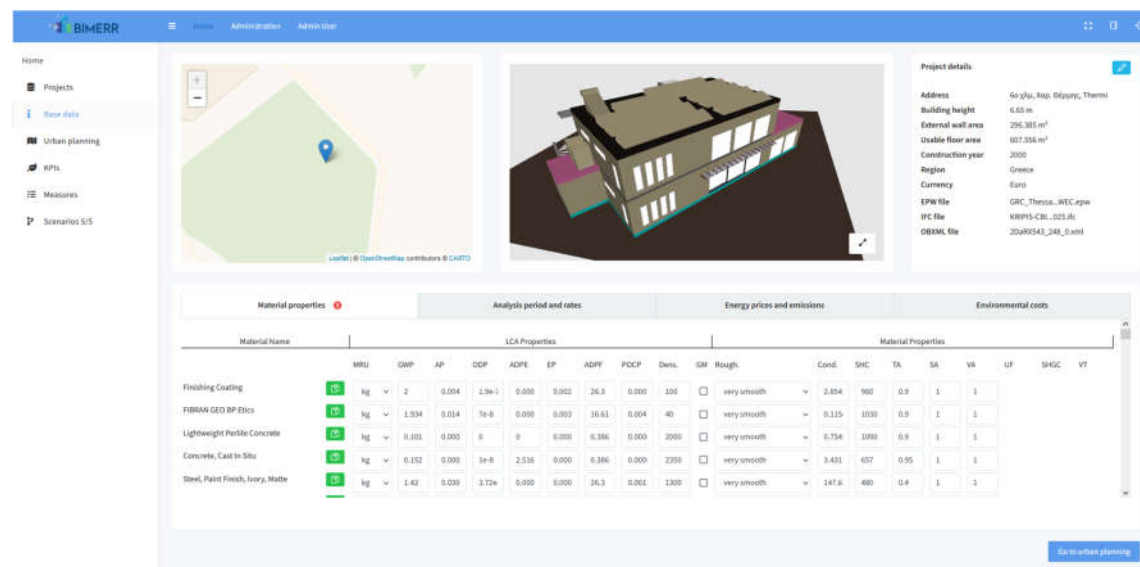 BIMERR
Home Administration Admin User
Home
Projects
Base data
Urban planning
KPIs
Measures
Scenarios 5/5
+
−
Leaflet | © OpenStreetMap contributors © CARTO
Project details
Address
Building height 6.65 m
External wall area 296.385 m²
Usable floor area 607.556 m²
Construction year 2000
Region Greece
Currency Euro
EPW file GRC_Thessa...WEC.epw
IFC file
OBXML file
Material properties Analysis period and rates Energy prices and emissions Environmental costs
Material Name LCA Properties Material Properties
MRU GWP AP ODP ADPE EP ADPF POCP Dens. GM Rough. Cond. SHC TA SA VA UF SHGC VT
Finishing Coating kg 2 0.004 0.000 0.002 26.3 0.000 100 very smooth 2.854 960 0.9 1 1
FIBRAN GEO BP Etics kg 1.934 0.014 7e-8 0.000 0.003 16.61 0.004 40 very smooth 0.115 1030 0.9 1 1
Lightweight Perlite Concrete kg 0.101 0.000 0 0 0.000 0.386 0.000 2000 very smooth 0.754 1090 0.9 1 1
Concrete, Cast In Situ kg 0.152 0.000 1e-8 2.516 0.000 0.386 0.000 2350 very smooth 3.431 657 0.95 1 1
Steel, Paint Finish, Ivory, Matte kg 1.42 0.030 3.72e 0.000 0.000 26.3 0.001 1300 very smooth 147.6 480 0.4 1 1
Go to urban planning